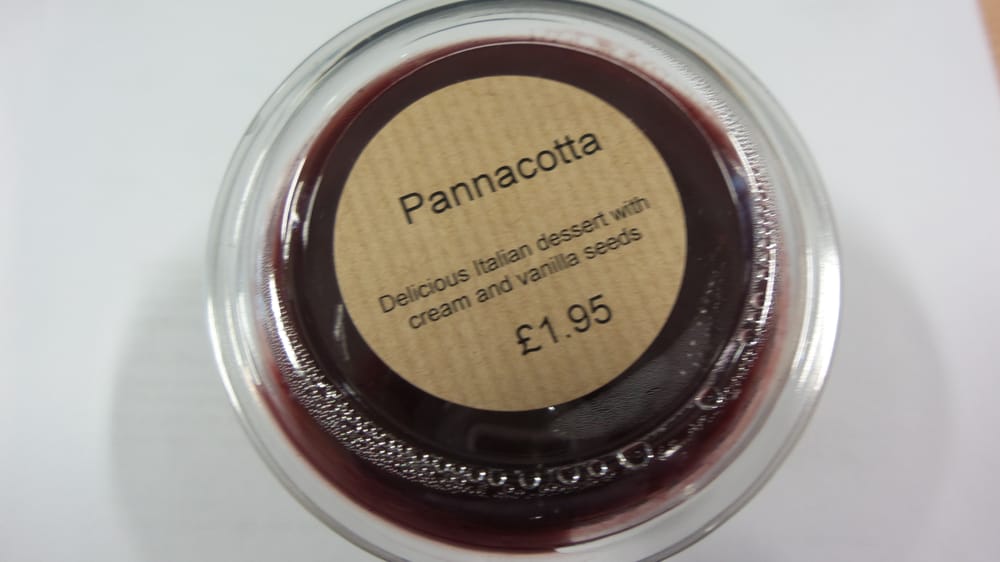 Pannacotta
Delicious Italian dessert with
cream and vanilla seeds
£1.95